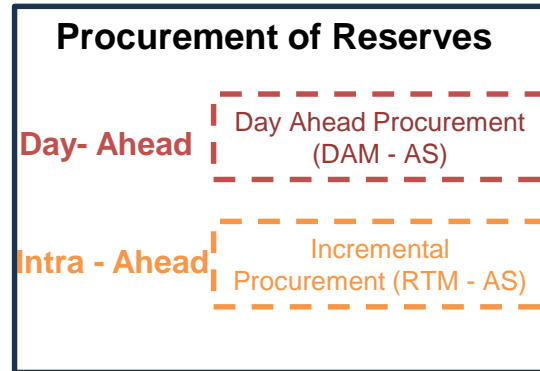 Procurement of Reserves
Day- Ahead
Day Ahead Procurement
(DAM - AS)
Intra - Ahead
Incremental
Procurement (RTM - AS)